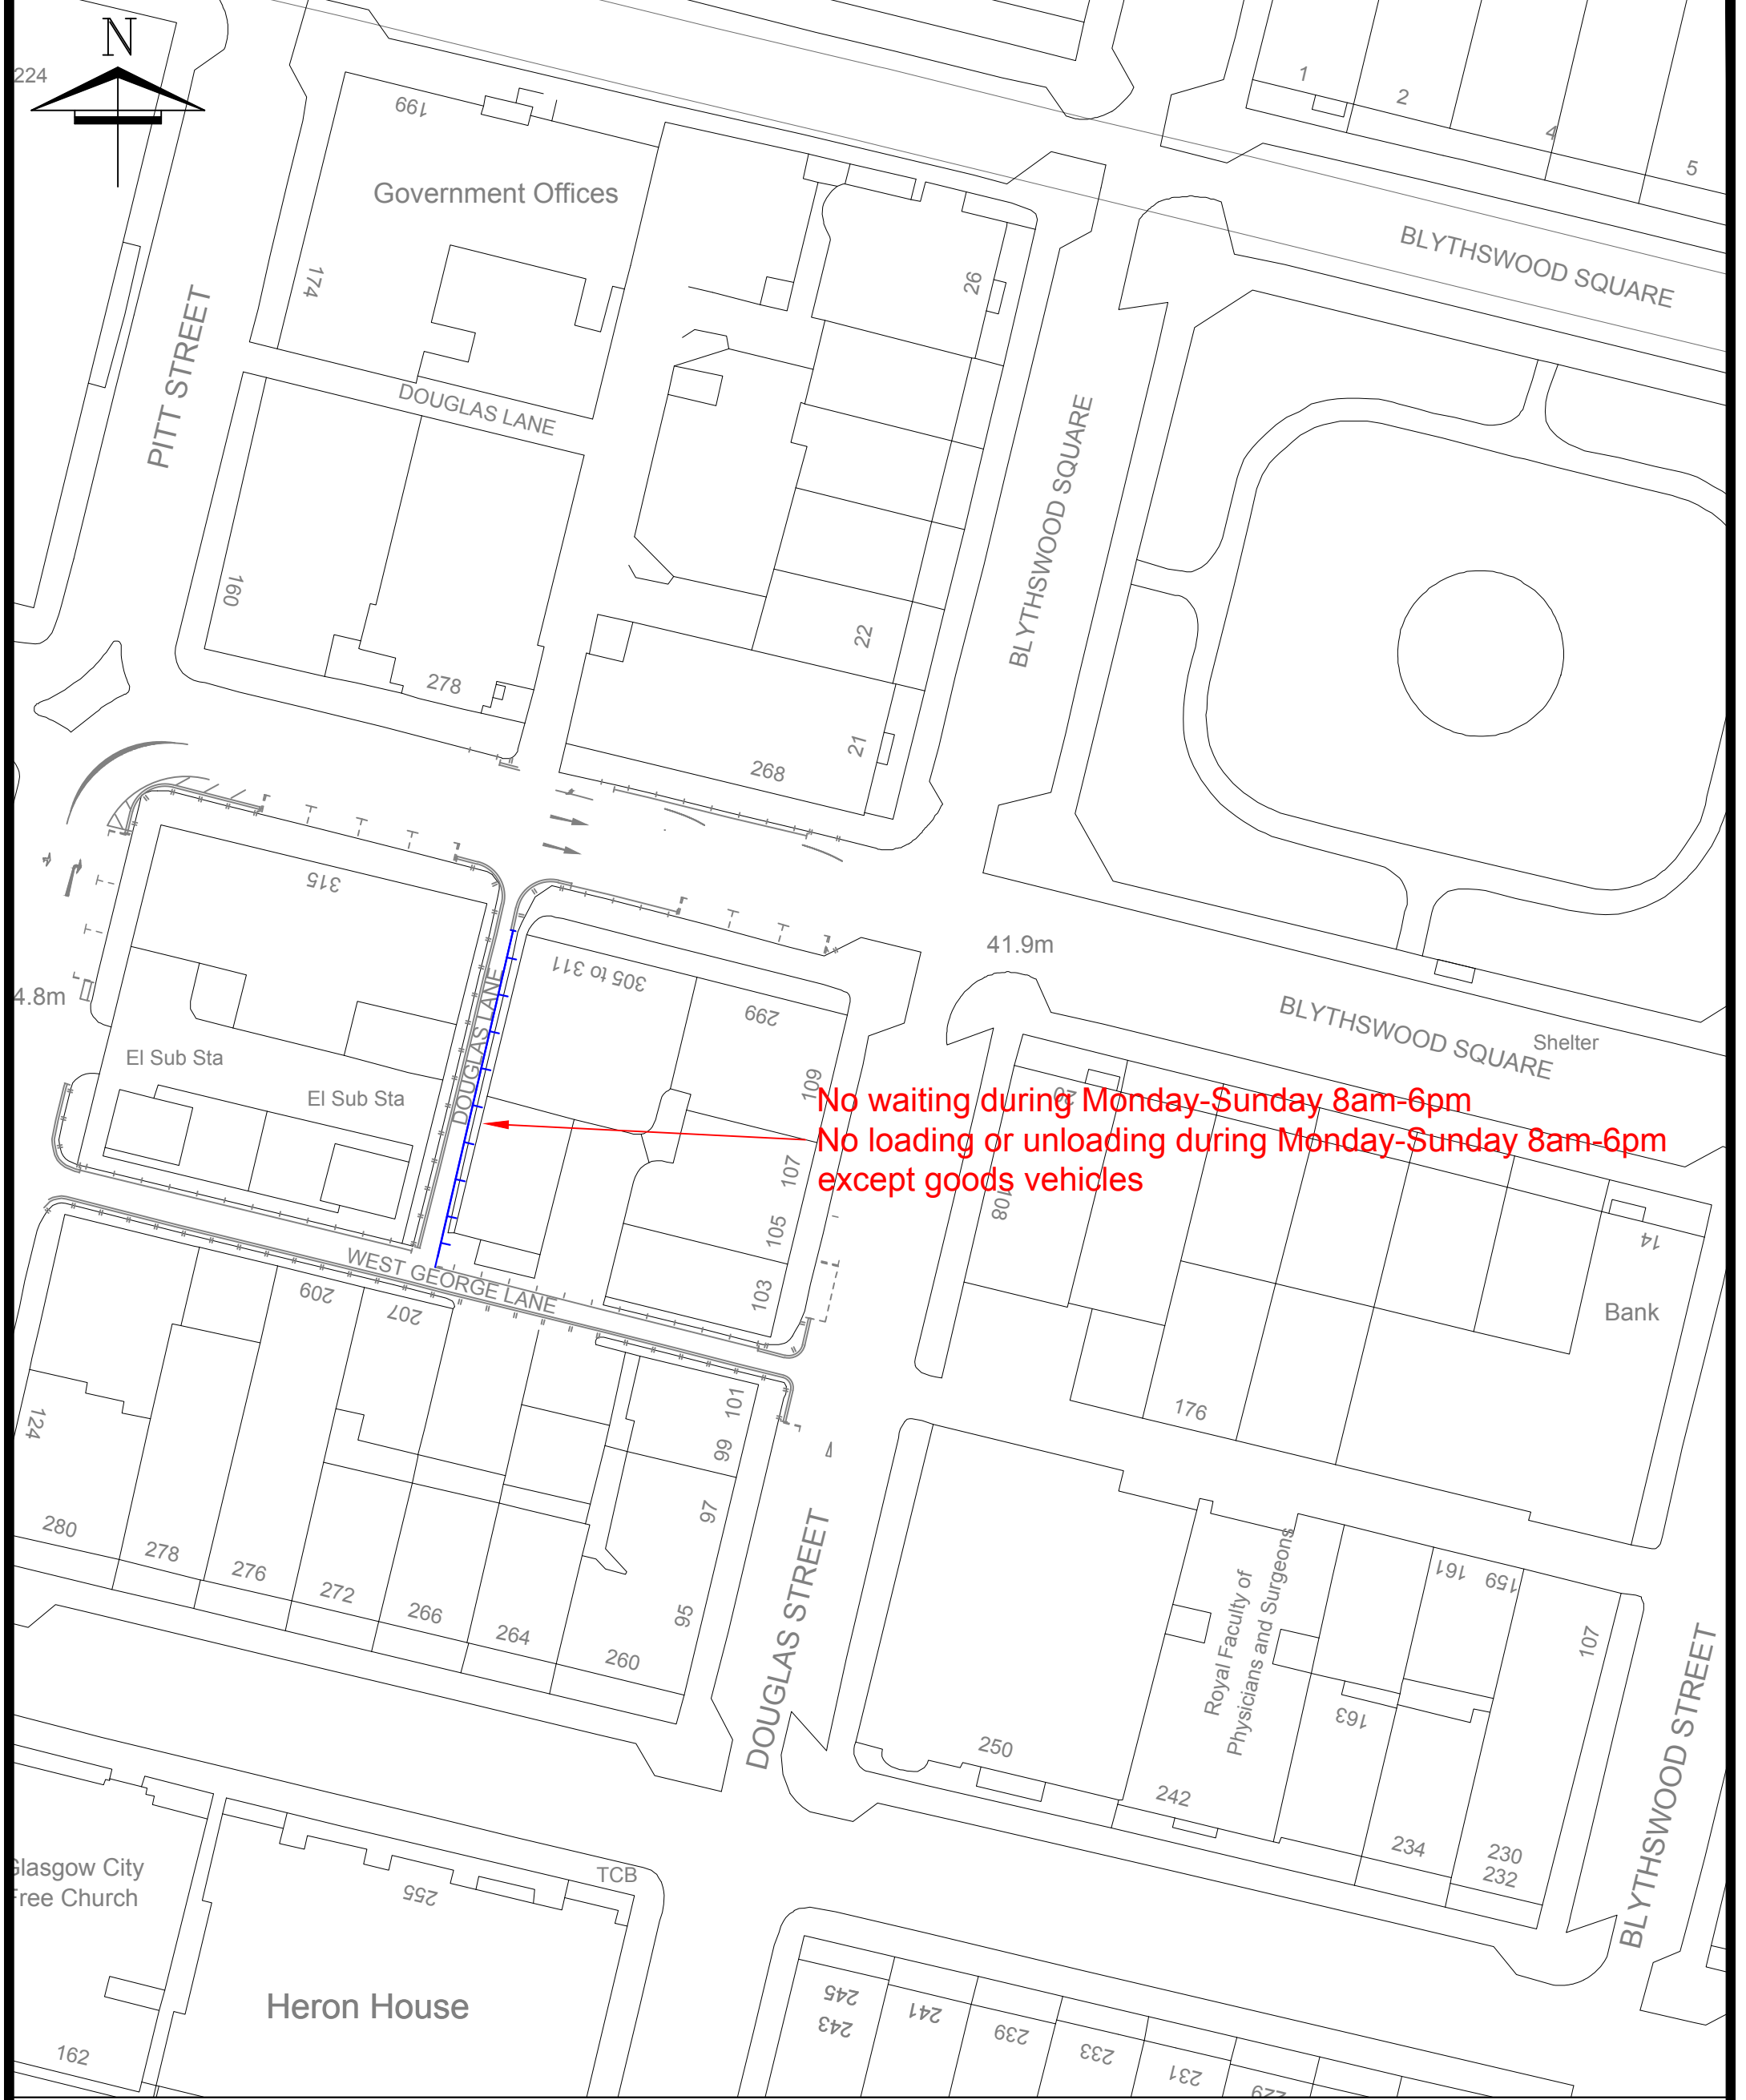 N
224
199
1
2
4
5
Government Offices
BLYTHSWOOD SQUARE
174
26
PITT STREET
DOUGLAS LANE
BLYTHSWOOD SQUARE
160
22
278
21
268
315
41.9m
305 to 311
4.8m
299
BLYTHSWOOD SQUARE
Shelter
El Sub Sta
El Sub Sta
DOUGLAS LANE
109
20
No waiting during Monday-Sunday 8am-6pm
No loading or unloading during Monday-Sunday 8am-6pm
except goods vehicles
107
108
105
14
WEST GEORGE LANE
209
207
103
Bank
124
101
99
176
97
280
278
276
272
266
264
260
95
DOUGLAS STREET
Royal Faculty of
Physicians and Surgeons
161
159
107
163
BLYTHSWOOD STREET
250
242
234
230
232
Glasgow City
Free Church
255
TCB
Heron House
162
245
243
241
239
233
231
229